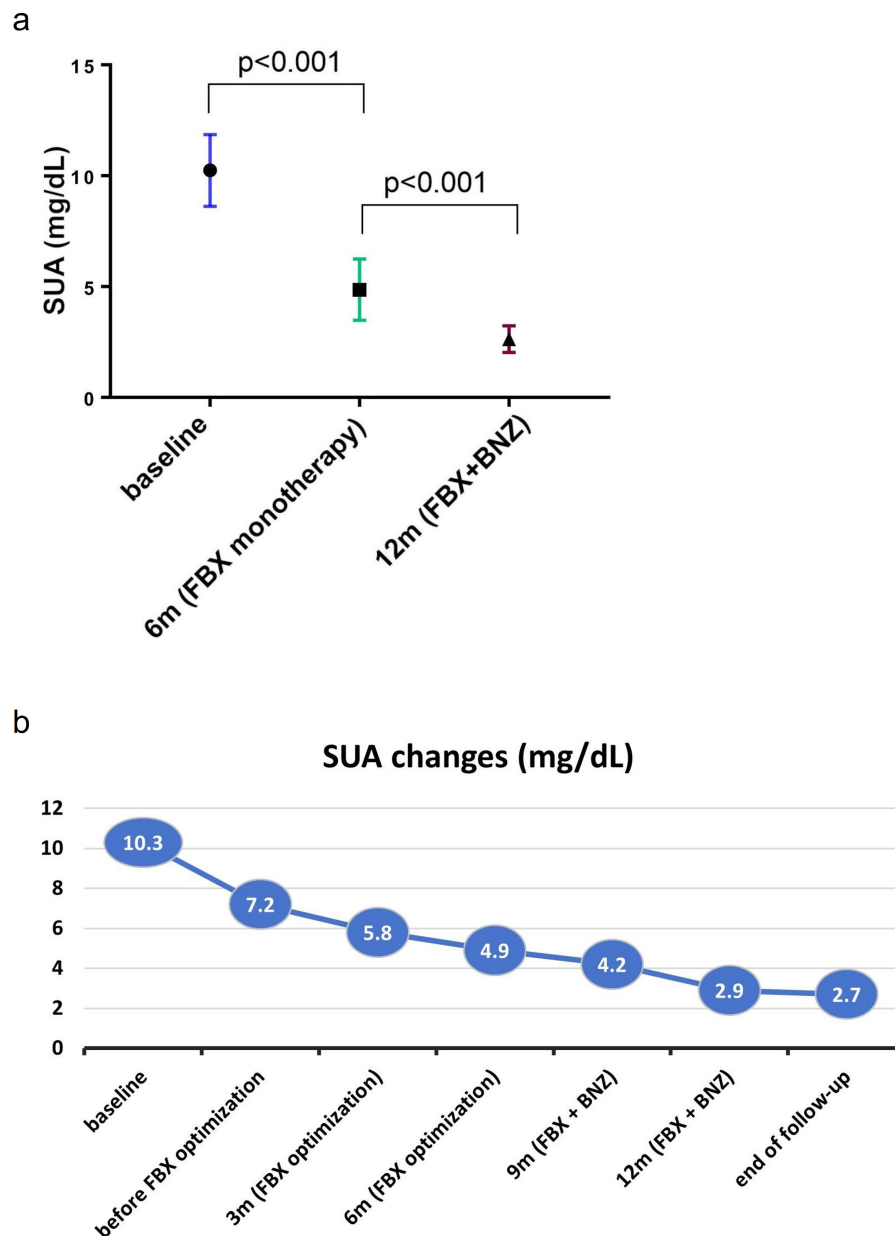 a
p<0.001
p<0.001
SUA (mg/dL)
15
10
5
0
baseline
6m (FBX monotherapy)
12m (FBX+BNZ)
b
SUA changes (mg/dL)
12
10
8
6
4
2
0
10.3
7.2
5.8
4.9
4.2
2.9
2.7
baseline
before FBX optimization
3m (FBX optimization)
6m (FBX optimization)
9m (FBX + BNZ)
12m (FBX + BNZ)
end of follow-up